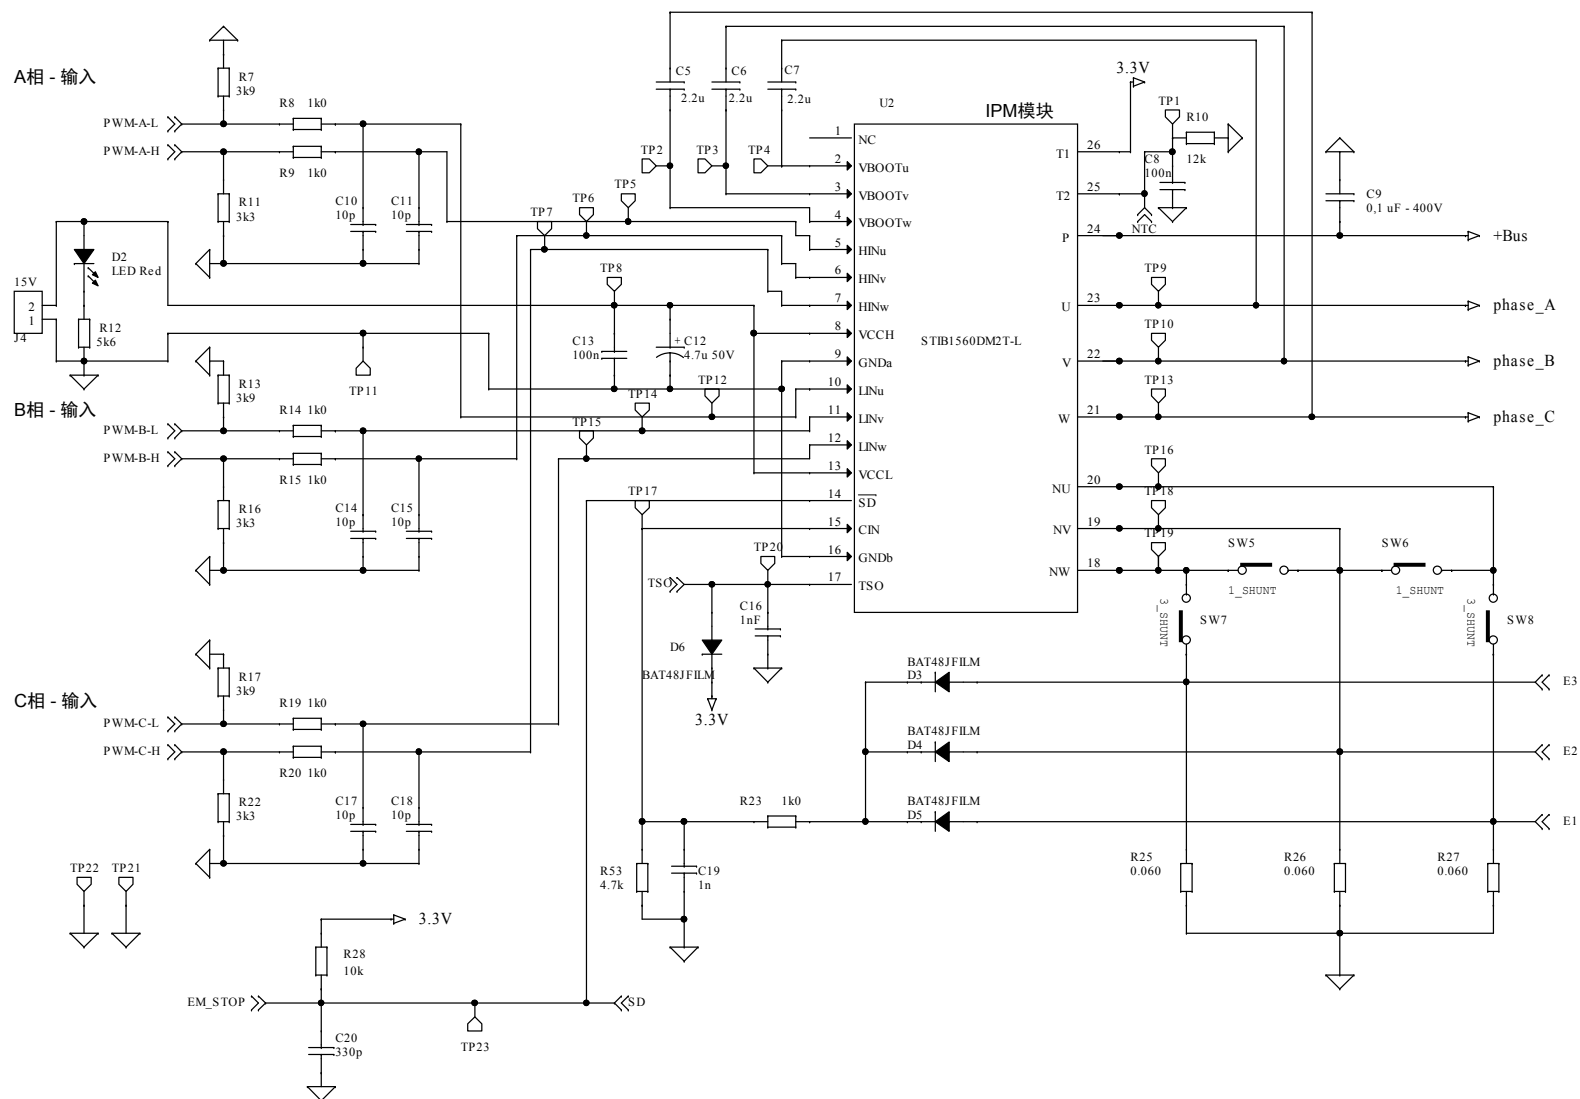 A相 - 输入
R7
3k9
R8 1k0
PWM-A-L
PWM-A-H
R9 1k0
R11
3k3
C10
10p
C11
10p
D2
LED Red
15V
2
1
J4
R12
5k6
TP11
R13
3k9
B相 - 输入
R14 1k0
PWM-B-L
PWM-B-H
R15 1k0
R16
3k3
C14
10p
C15
10p
R17
3k9
C相 - 输入
R19 1k0
PWM-C-L
PWM-C-H
R20 1k0
R22
3k3
C17
10p
C18
10p
TP22
TP21
3.3V
R28
10k
EM_STOP
SD
TP23
C20
330p
C5
2.2u
C6
2.2u
C7
2.2u
TP2
TP3
TP4
TP5
TP6
TP7
TP8
C13
100n
+
C12
4.7u 50V
TP12
TP14
TP15
TP17
TP20
TSO
C16
1nF
D6
BAT48JFILM
3.3V
U2
IPM模块
STIB1560DM2T-L
1 NC
2 VBOOTu
3 VBOOTv
4 VBOOTw
5 HINu
6 HINv
7 HINw
8 VCCH
9 GNDa
10 LINu
11 LINv
12 LINw
13 VCCL
14 SD
15 CIN
16 GNDb
17 TSO
T1 26
T2 25
P 24
U 23
V 22
W 21
NU 20
NV 19
NW 18
3.3V
TP1
R10
12k
C8
100n
NTC
C9
0,1 uF - 400V
+Bus
TP9
phase_A
TP10
phase_B
TP13
phase_C
TP16
TP18
TP19
SW5
1_SHUNT
SW6
1_SHUNT
3_SHUNT
SW7
3_SHUNT
SW8
BAT48JFILM
D3
E3
D4
E2
BAT48JFILM
D5
E1
R23 1k0
R53
4.7k
C19
1n
R25
0.060
R26
0.060
R27
0.060